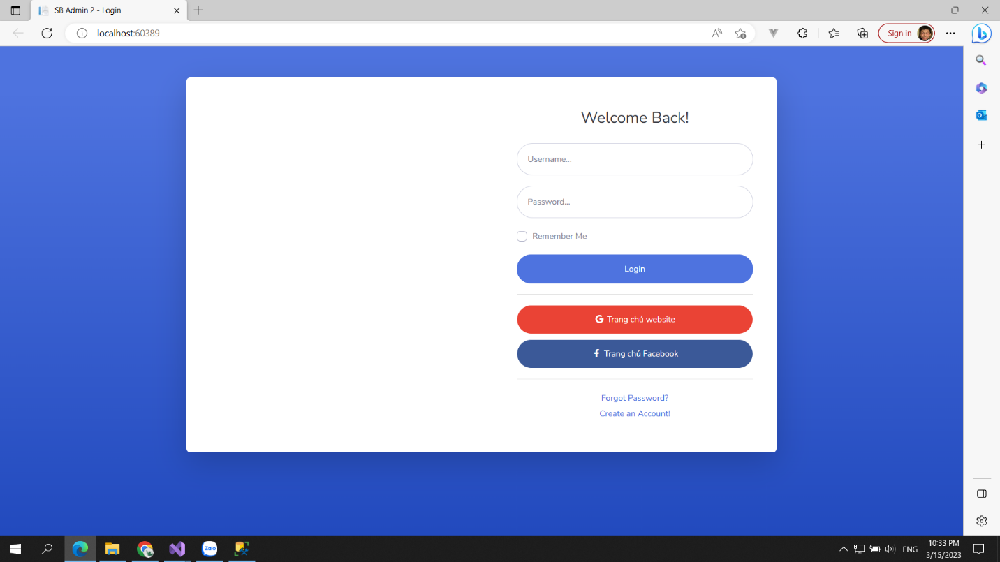 SB Admin 2 - Login
localhost:60389
Sign in
Welcome Back!
Username...
Password...
Remember Me
Login
Trang chủ website
Trang chủ Facebook
Forgot Password?
Create an Account!
Zalo
ENG
10:33 PM
3/15/2023